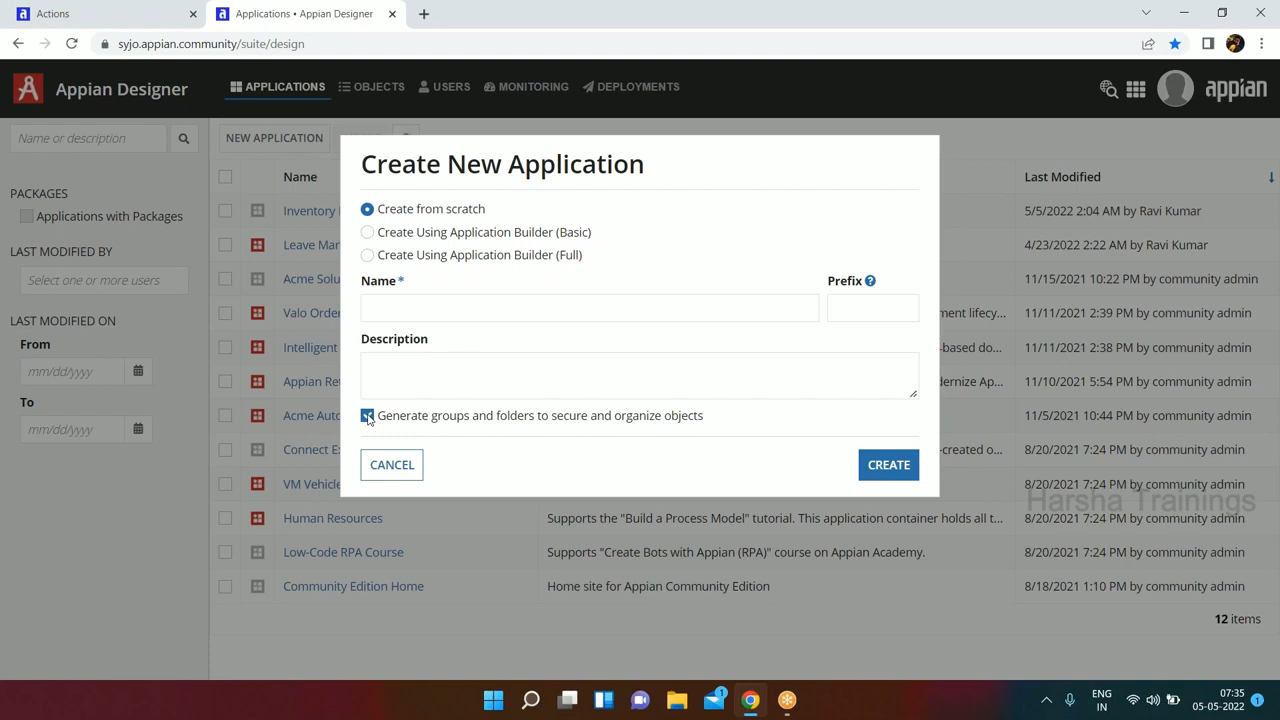 Actions
Applications • Appian Designer
syjo.appian.community/suite/design
Appian Designer
APPLICATIONS
OBJECTS
USERS
MONITORING
DEPLOYMENTS
appian
Name or description
NEW APPLICATION
PACKAGES
Applications with Packages
LAST MODIFIED BY
Select one or more users
LAST MODIFIED ON
From
mm/dd/yyyy
To
mm/dd/yyyy
Name
Last Modified
Inventory
5/5/2022 2:04 AM by Ravi Kumar
Leave Mar
4/23/2022 2:22 AM by Ravi Kumar
Acme Solu
11/15/2021 10:22 PM by community admin
Valo Orde
ment lifecy...
11/11/2021 2:39 PM by community admin
Intelligent
-based do...
11/11/2021 2:38 PM by community admin
Appian Re
dernize Ap...
11/10/2021 5:54 PM by community admin
Acme Auto
11/5/2021 10:44 PM by community admin
Connect Ex
-created o...
8/20/2021 7:24 PM by community admin
VM Vehicle
8/20/2021 7:24 PM by community admin
Human Resources
Supports the "Build a Process Model" tutorial. This application container holds all t...
8/20/2021 7:24 PM by community admin
Low-Code RPA Course
Supports "Create Bots with Appian (RPA)" course on Appian Academy.
8/20/2021 7:24 PM by community admin
Community Edition Home
Home site for Appian Community Edition
8/18/2021 1:10 PM by community admin
12 items
Create New Application
Create from scratch
Create Using Application Builder (Basic)
Create Using Application Builder (Full)
Name *
Prefix
Description
Generate groups and folders to secure and organize objects
CANCEL
CREATE
Harsha Trainings
1
ENG
IN
07:35
05-05-2022
1